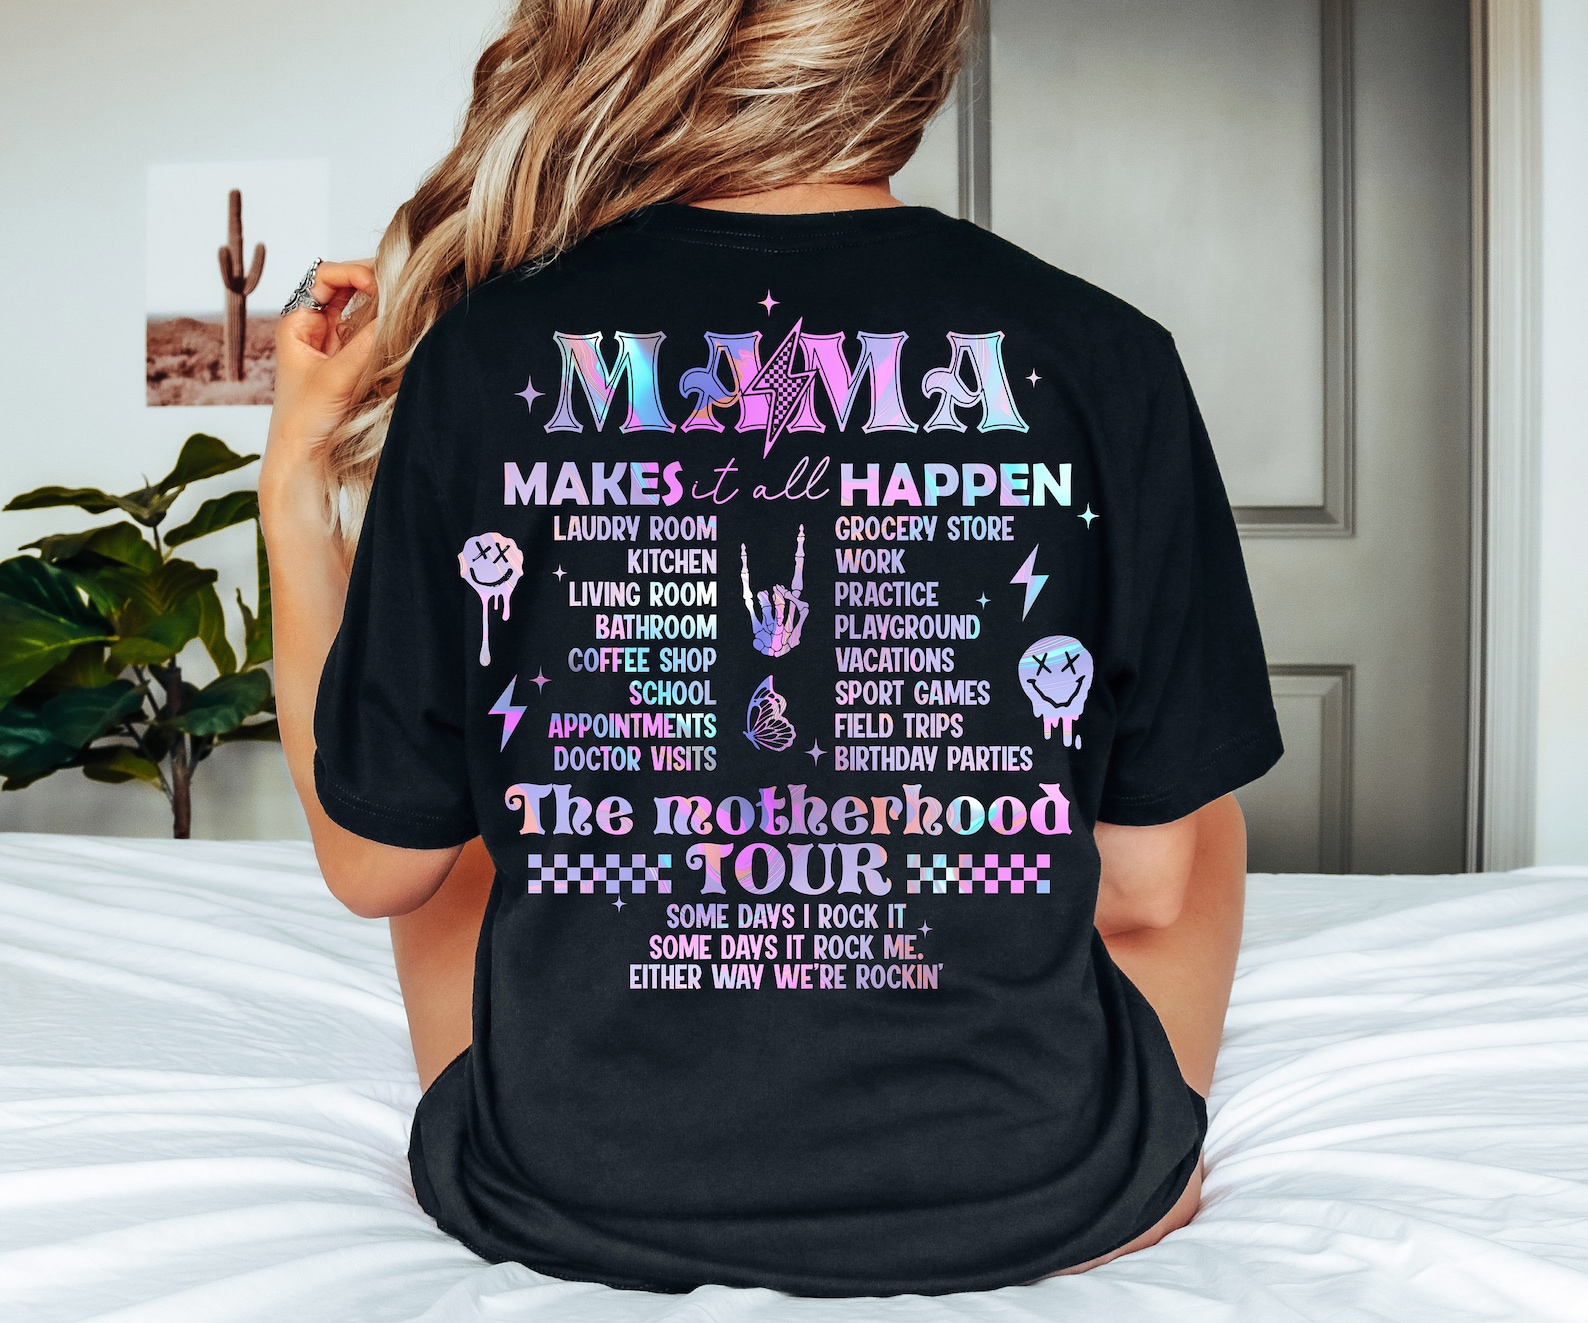 MAMA
MAKES it all HAPPEN
LAUDRY ROOM
KITCHEN
LIVING ROOM
BATHROOM
COFFEE SHOP
SCHOOL
APPOINTMENTS
DOCTOR VISITS
GROCERY STORE
WORK
PRACTICE
PLAYGROUND
VACATIONS
SPORT GAMES
FIELD TRIPS
BIRTHDAY PARTIES
The motherhood
TOUR
SOME DAYS I ROCK IT
SOME DAYS IT ROCK ME.
EITHER WAY WE'RE ROCKIN'